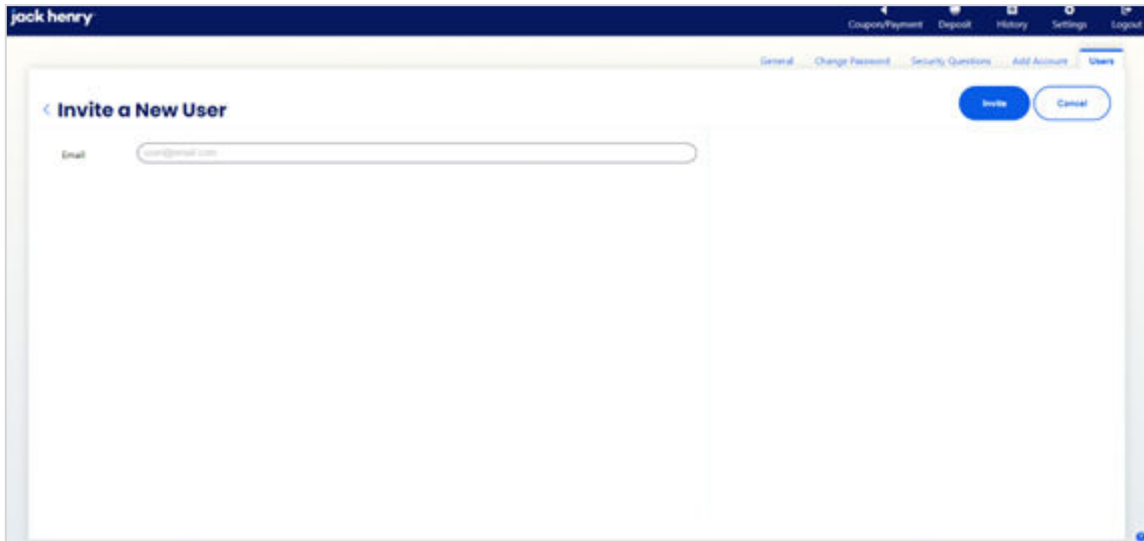 jack henry
Coupon/Payment Deposit History Settings Logout
General Change Password Security Questions Add Account Users
< Invite a New User
Invite Cancel
Email user@email.com